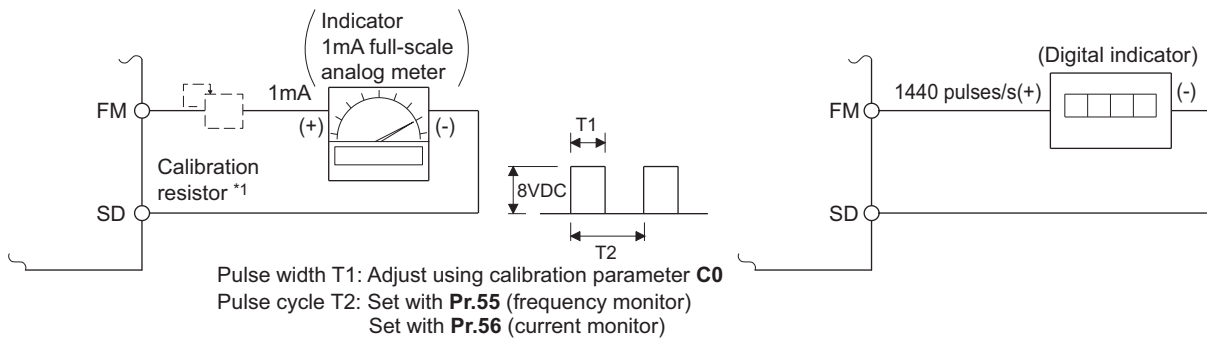 Indicator
1mA full-scale
analog meter
(Digital indicator)
FM
1mA
(+)
(-)
Calibration
resistor *1
SD
T1
8VDC
T2
FM
1440 pulses/s(+)
(-)
SD
Pulse width T1: Adjust using calibration parameter C0
Pulse cycle T2: Set with Pr.55 (frequency monitor)
Set with Pr.56 (current monitor)